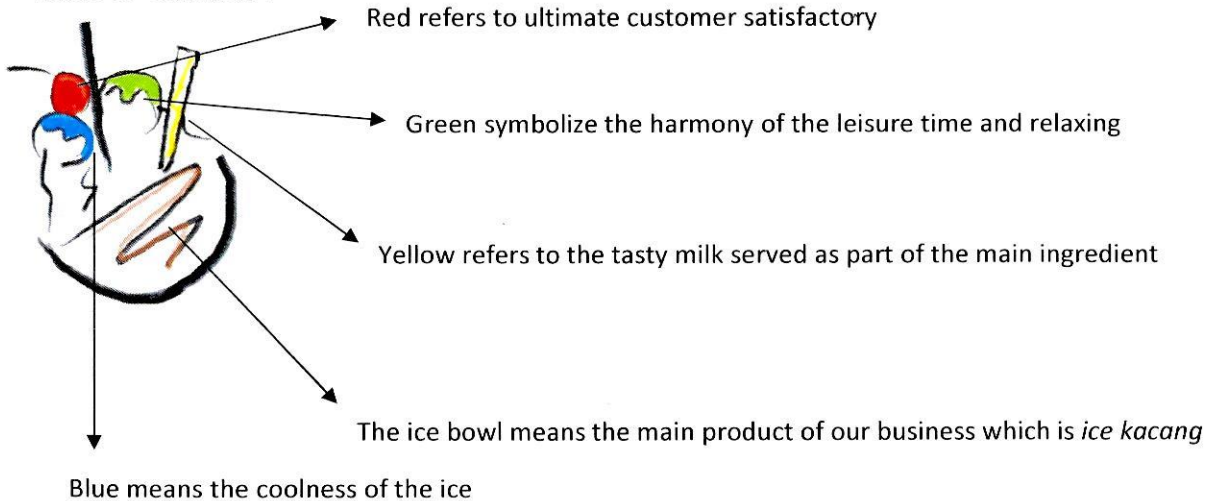 Red refers to ultimate customer satisfactory
Green symbolize the harmony of the leisure time and relaxing
Yellow refers to the tasty milk served as part of the main ingredient
The ice bowl means the main product of our business which is ice kacang
Blue means the coolness of the ice